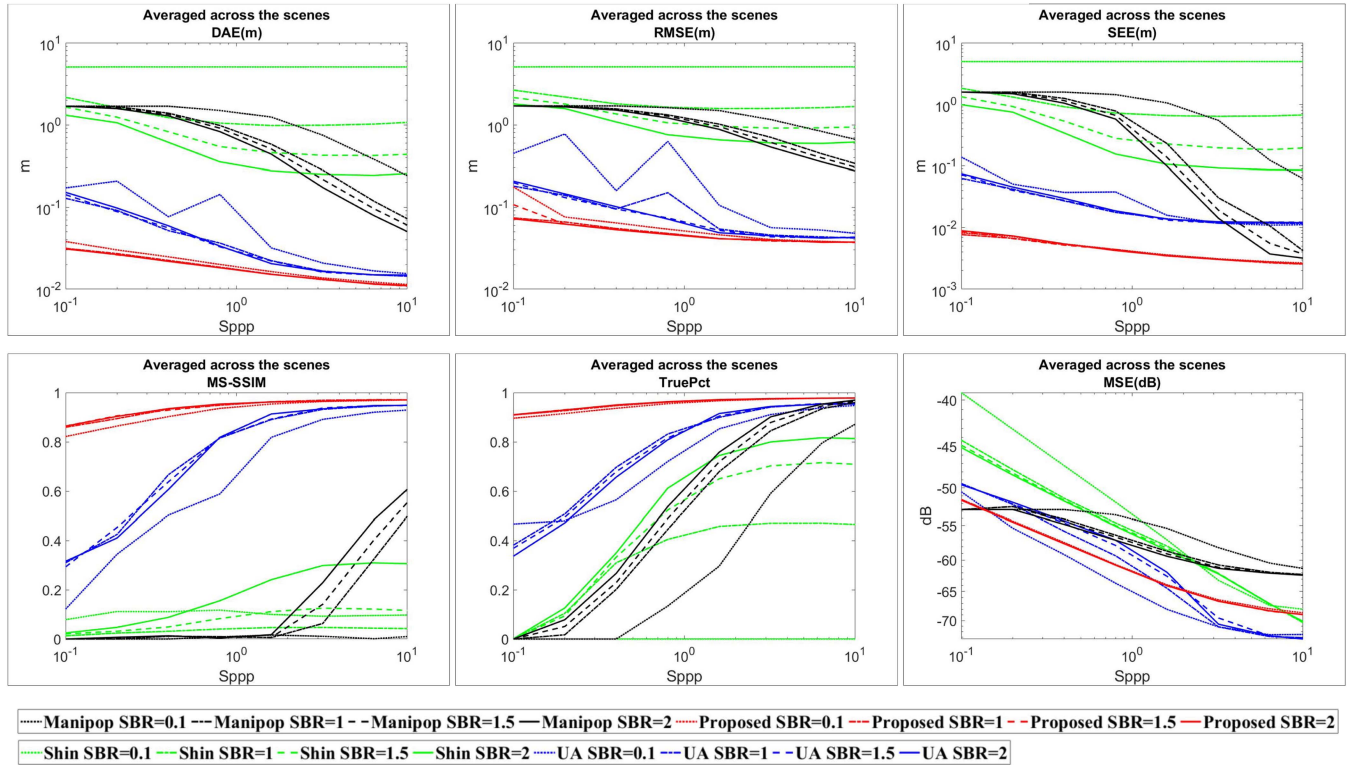 Averaged across the scenes
DAE(m)
10^1
10^0
10^-1
10^-2
m
10^-1
10^0
10^1
Sppp
Averaged across the scenes
RMSE(m)
10^1
10^0
10^-1
10^-2
m
10^-1
10^0
10^1
Sppp
Averaged across the scenes
SEE(m)
10^1
10^0
10^-1
10^-2
10^-3
m
10^-1
10^0
10^1
Sppp
Averaged across the scenes
MS-SSIM
1
0.8
0.6
0.4
0.2
0
10^-1
10^0
10^1
Sppp
Averaged across the scenes
TruePct
1
0.8
0.6
0.4
0.2
0
10^-1
10^0
10^1
Sppp
Averaged across the scenes
MSE(dB)
-40
-45
-50
-55
-60
-65
-70
dB
10^-1
10^0
10^1
Sppp
Manipop SBR=0.1 Manipop SBR=1 Manipop SBR=1.5 Manipop SBR=2 Proposed SBR=0.1 Proposed SBR=1 Proposed SBR=1.5 Proposed SBR=2
Shin SBR=0.1 Shin SBR=1 Shin SBR=1.5 Shin SBR=2 UA SBR=0.1 UA SBR=1 UA SBR=1.5 UA SBR=2